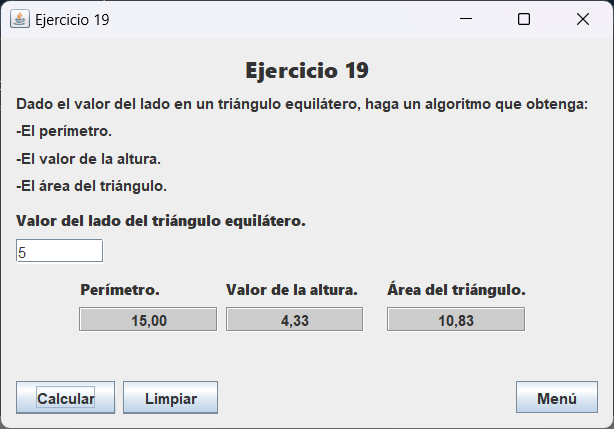 Ejercicio 19
Ejercicio 19
Dado el valor del lado en un triángulo equilátero, haga un algoritmo que obtenga:
-El perímetro.
-El valor de la altura.
-El área del triángulo.
Valor del lado del triángulo equilátero.
5
Perímetro. Valor de la altura. Área del triángulo.
15,00 4,33 10,83
Calcular Limpiar Menú